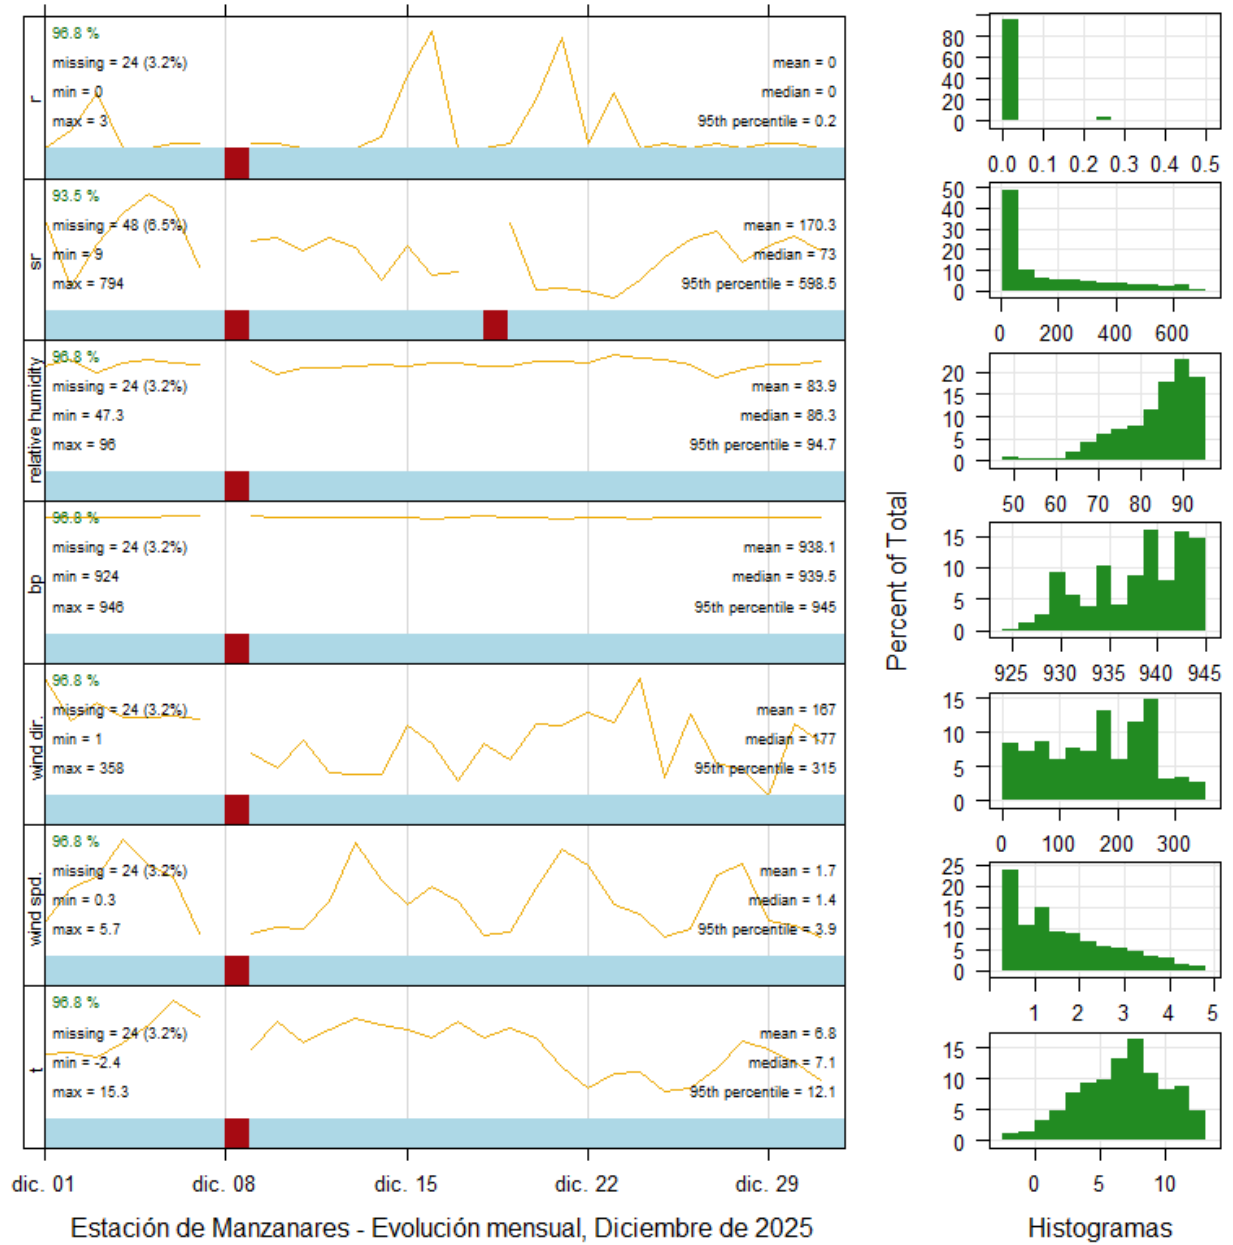 r
96.8 %
missing = 24 (3.2%)
min = 0
max = 3
mean = 0
median = 0
95th percentile = 0.2
sr
93.5 %
missing = 48 (6.5%)
min = 9
max = 794
mean = 170.3
median = 73
95th percentile = 598.5
relative humidity
96.8 %
missing = 24 (3.2%)
min = 47.3
max = 96
mean = 83.9
median = 86.3
95th percentile = 94.7
bp
96.8 %
missing = 24 (3.2%)
min = 924
max = 946
mean = 938.1
median = 939.5
95th percentile = 945
wind dir.
96.8 %
missing = 24 (3.2%)
min = 1
max = 358
mean = 167
median = 177
95th percentile = 315
wind spd.
96.8 %
missing = 24 (3.2%)
min = 0.3
max = 5.7
mean = 1.7
median = 1.4
95th percentile = 3.9
t
96.8 %
missing = 24 (3.2%)
min = -2.4
max = 15.3
mean = 6.8
median = 7.1
95th percentile = 12.1
dic. 01 dic. 08 dic. 15 dic. 22 dic. 29
Estación de Manzanares - Evolución mensual, Diciembre de 2025
Percent of Total
80
60
40
20
0
0.0 0.1 0.2 0.3 0.4 0.5
50
40
30
20
10
0
0 200 400 600
20
15
10
5
0
50 60 70 80 90
15
10
5
0
925 930 935 940 945
15
10
5
0
0 100 200 300
25
20
15
10
5
0
1 2 3 4 5
15
10
5
0
0 5 10
Histogramas